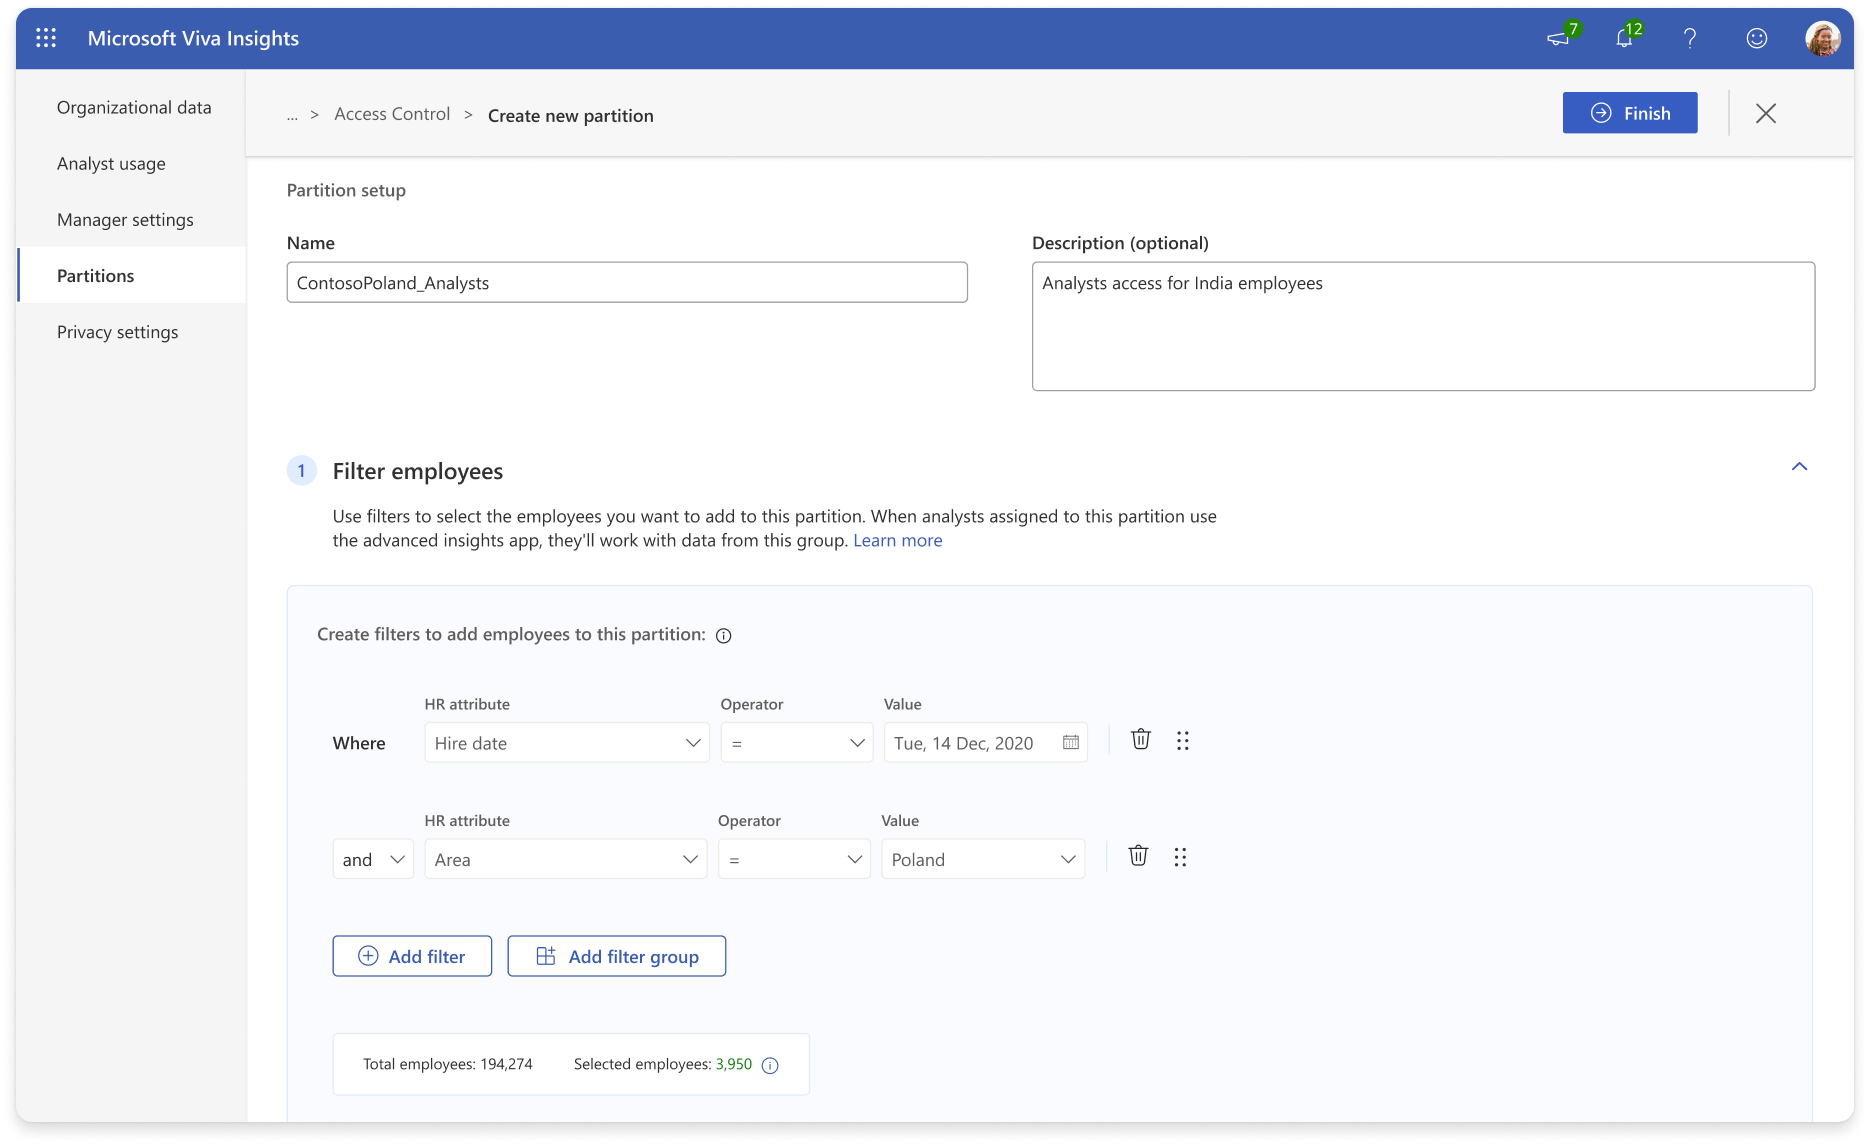 Microsoft Viva Insights
7
12
Organizational data
Analyst usage
Manager settings
Partitions
Privacy settings
... > Access Control > Create new partition
Finish
Partition setup
Name
ContosoPoland_Analysts
Description (optional)
Analysts access for India employees
1
Filter employees
Use filters to select the employees you want to add to this partition. When analysts assigned to this partition use
the advanced insights app, they'll work with data from this group. Learn more
Create filters to add employees to this partition:
HR attribute Operator Value
Where Hire date = Tue, 14 Dec, 2020
HR attribute Operator Value
and Area = Poland
Add filter Add filter group
Total employees: 194,274 Selected employees: 3,950